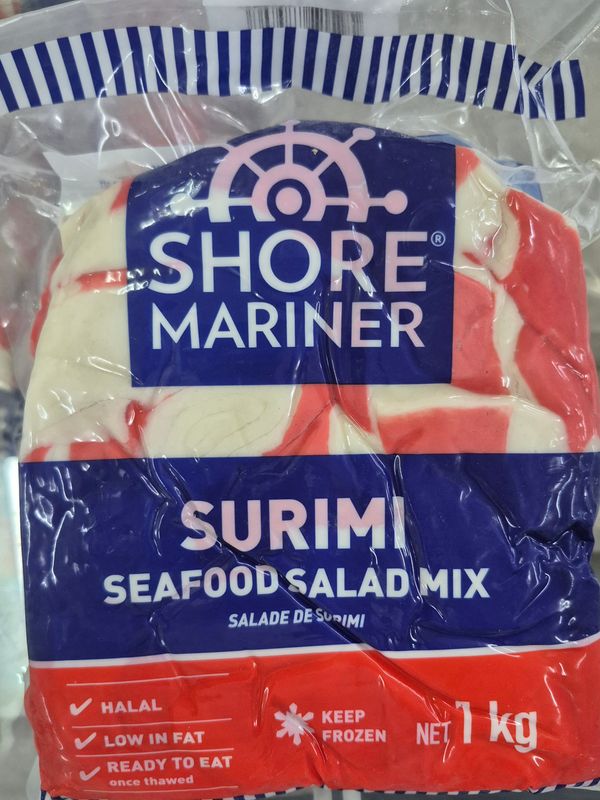 SHORE®
MARINER
SURIMI
SEAFOOD SALAD MIX
SALADE DE SURIMI
✓ HALAL
✓ LOW IN FAT
✓ READY TO EAT
once thawed
KEEP
FROZEN
NET 1 kg